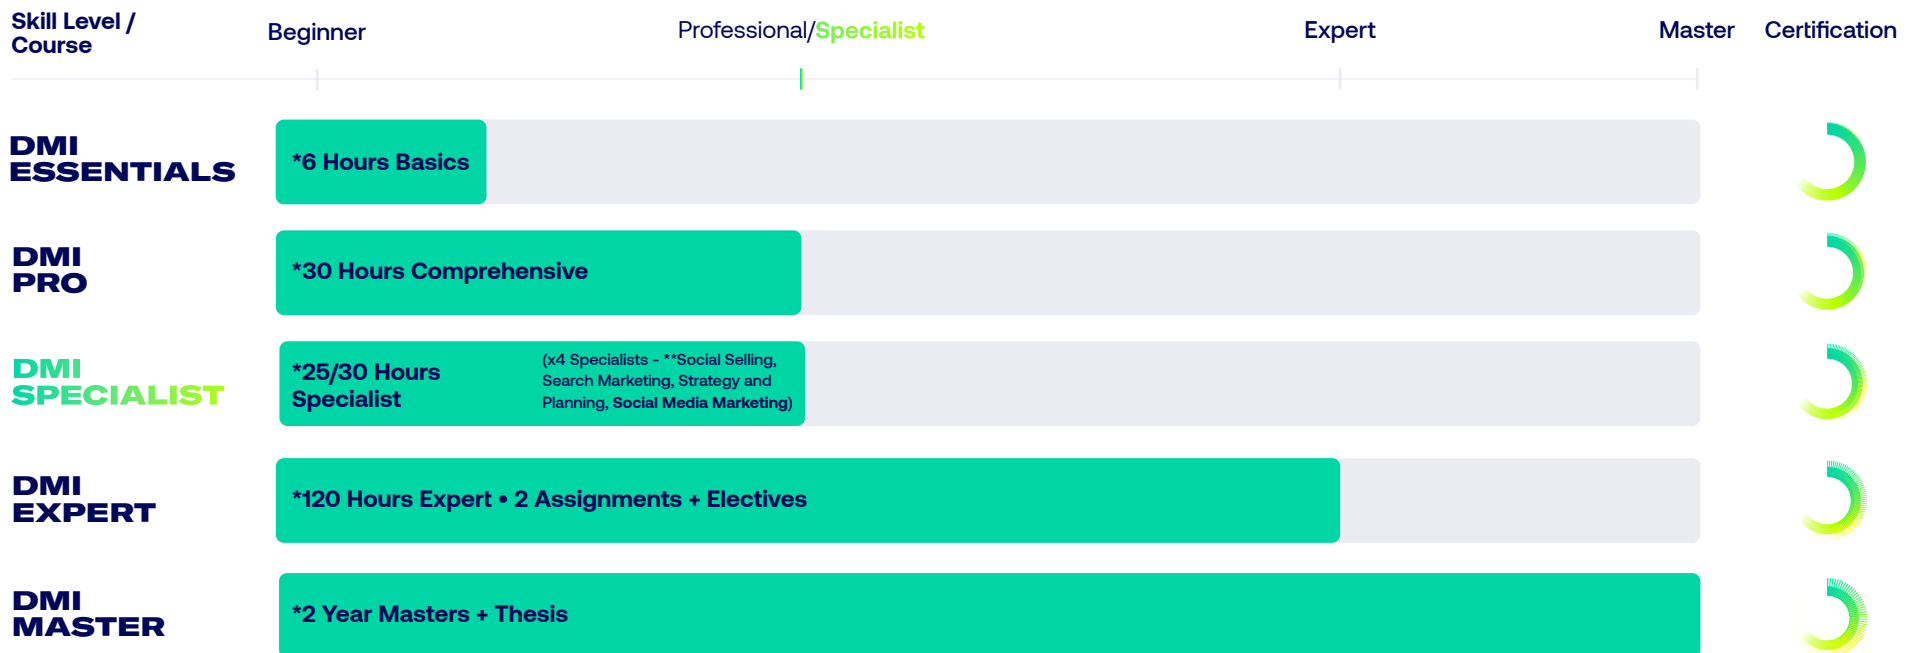 Skill Level /
Course
Beginner
Professional/Specialist
Expert
Master
Certification
DMI
ESSENTIALS
*6 Hours Basics
DMI
PRO
*30 Hours Comprehensive
DMI
SPECIALIST
*25/30 Hours
Specialist
(x4 Specialists - **Social Selling,
Search Marketing, Strategy and
Planning, Social Media Marketing)
DMI
EXPERT
*120 Hours Expert • 2 Assignments + Electives
DMI
MASTER
*2 Year Masters + Thesis